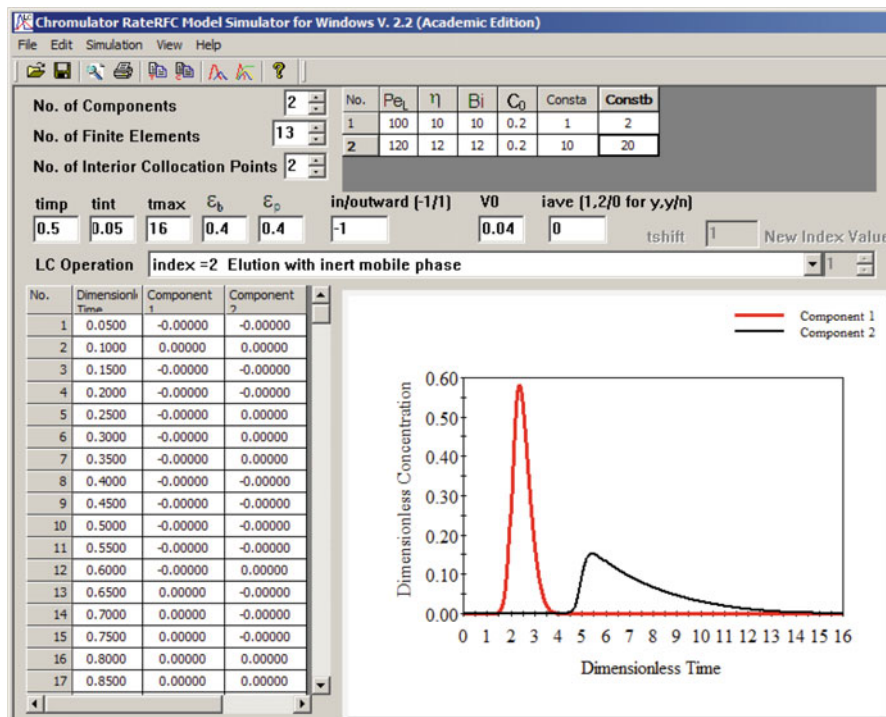 Chromulator RateRFC Model Simulator for Windows V. 2.2 (Academic Edition)
File Edit Simulation View Help
No. of Components 2
No. of Finite Elements 13
No. of Interior Collocation Points 2
No. PeL η Bi C0 Consta Constb
1 100 10 10 0.2 1 2
2 120 12 12 0.2 10 20
timp tint tmax εb εp in/outward (-1/1) V0 iave (1,2/0 for y,y/n)
0.5 0.05 16 0.4 0.4 -1 0.04 0 tshift 1 New Index Value
LC Operation index =2 Elution with inert mobile phase 1
No. Dimensionl Component Component
Time 1 2
1 0.0500 -0.00000 -0.00000
2 0.1000 0.00000 0.00000
3 0.1500 -0.00000 -0.00000
4 0.2000 -0.00000 -0.00000
5 0.2500 -0.00000 0.00000
6 0.3000 -0.00000 0.00000
7 0.3500 -0.00000 0.00000
8 0.4000 -0.00000 -0.00000
9 0.4500 -0.00000 -0.00000
10 0.5000 -0.00000 -0.00000
11 0.5500 -0.00000 -0.00000
12 0.6000 -0.00000 0.00000
13 0.6500 0.00000 -0.00000
14 0.7000 0.00000 -0.00000
15 0.7500 0.00000 -0.00000
16 0.8000 0.00000 0.00000
17 0.8500 0.00000 0.00000
Component 1
Component 2
Dimensionless Concentration
0.60
0.50
0.40
0.30
0.20
0.10
0.00
0 1 2 3 4 5 6 7 8 9 10 11 12 13 14 15 16
Dimensionless Time